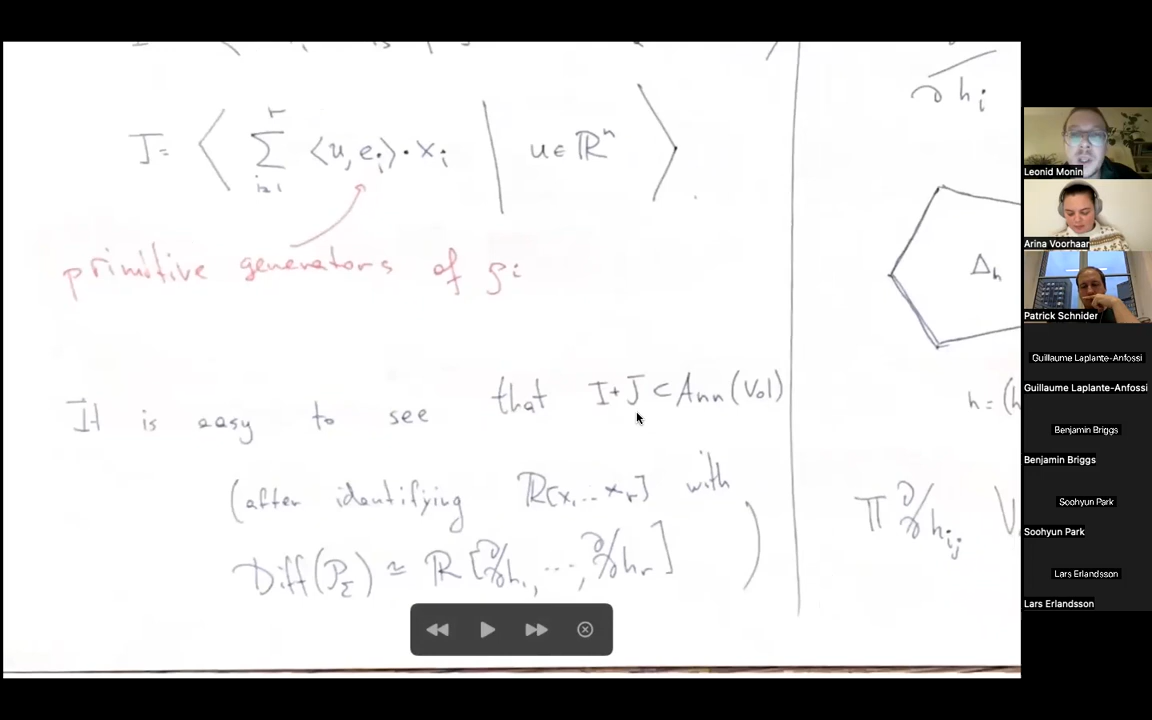 J = ⟨ ∑_{i=1}^{r} ⟨u, e_i⟩ · x_i | u ∈ ℝ^n ⟩.
primitive generators of ρ_i
It is easy to see that I+J ⊂ Ann(Vol)
(after identifying ℝ[x_1 ... x_r] with
Diff(P_Σ) ≃ ℝ[∂/∂h_1, ..., ∂/∂h_r])
∂h_i
Δ_h
h = (h
∏ ∂/∂h_{i_j}
Leonid Monin
Arina Voorhaar
Patrick Schnider
Guillaume Laplante-Anfossi
Guillaume Laplante-Anfossi
Benjamin Briggs
Benjamin Briggs
Soohyun Park
Soohyun Park
Lars Erlandsson
Lars Erlandsson